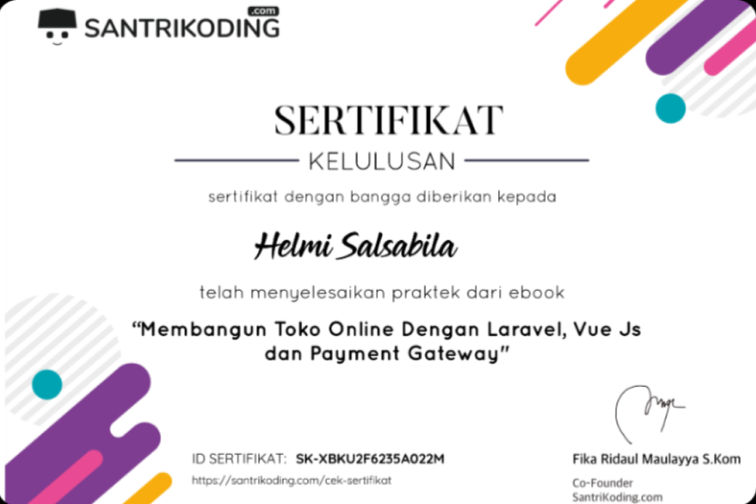 SANTRIKODING
.com
SERTIFIKAT
KELULUSAN
sertifikat dengan bangga diberikan kepada
Helmi Salsabila
telah menyelesaikan praktek dari ebook
“Membangun Toko Online Dengan Laravel, Vue Js
dan Payment Gateway”
ID SERTIFIKAT: SK-XBKU2F6235A022M
https://santrikoding.com/cek-sertifikat
Fika Ridaul Maulayya S.Kom
Co-Founder
SantriKoding.com